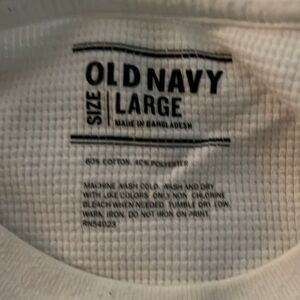 OLD NAVY
SIZE LARGE
MADE IN BANGLADESH
60% COTTON, 40% POLYESTER
MACHINE WASH COLD, WASH AND DRY
WITH LIKE COLORS. ONLY NON-CHLORINE
BLEACH WHEN NEEDED. TUMBLE DRY LOW.
WARM IRON. DO NOT IRON ON PRINT.
RN54023